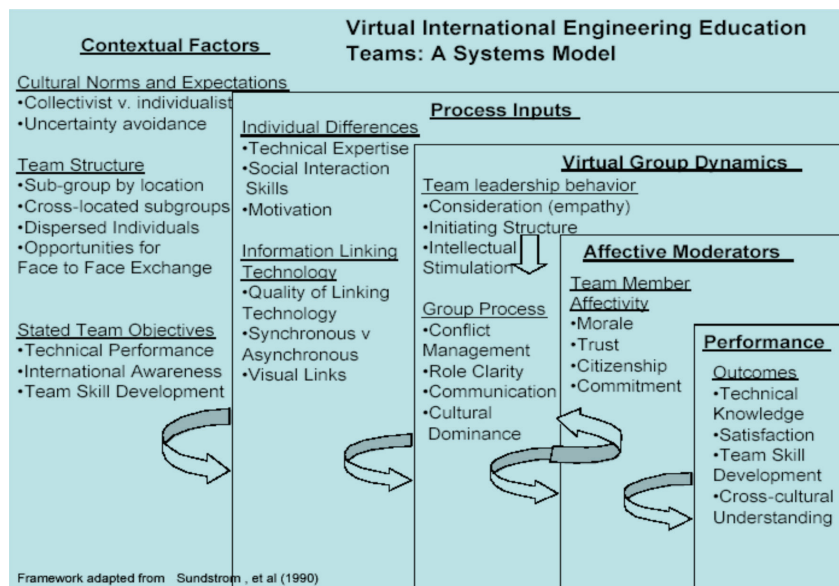 Virtual International Engineering Education
Teams: A Systems Model
Contextual Factors
Cultural Norms and Expectations
•Collectivist v. individualist
•Uncertainty avoidance
Team Structure
•Sub-group by location
•Cross-located subgroups
•Dispersed Individuals
•Opportunities for
Face to Face Exchange
Stated Team Objectives
•Technical Performance
•International Awareness
•Team Skill Development
Process Inputs
Individual Differences
•Technical Expertise
•Social Interaction
Skills
•Motivation
Information Linking
Technology
•Quality of Linking
Technology
•Synchronous v
Asynchronous
•Visual Links
Virtual Group Dynamics
Team leadership behavior
•Consideration (empathy)
•Initiating Structure
•Intellectual
Stimulation
Group Process
•Conflict
Management
•Role Clarity
•Communication
•Cultural
Dominance
Affective Moderators
Team Member
Affectivity
•Morale
•Trust
•Citizenship
•Commitment
Performance
Outcomes
•Technical
Knowledge
•Satisfaction
•Team Skill
Development
•Cross-cultural
Understanding
Framework adapted from Sundstrom , et al (1990)